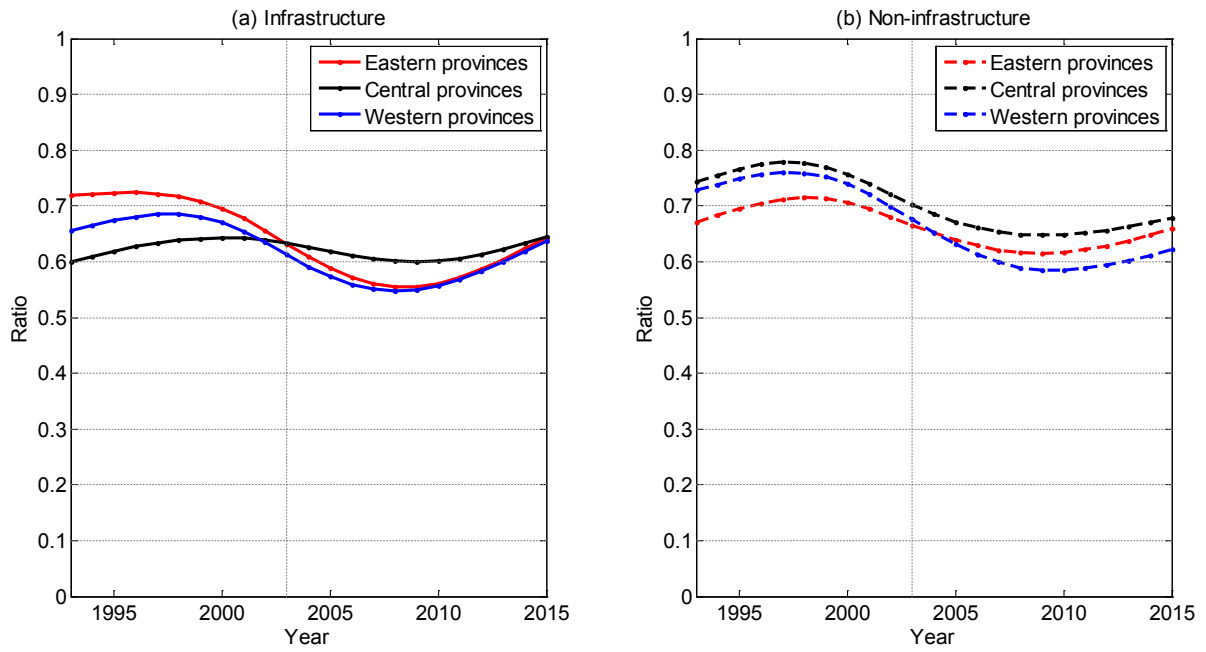 (a) Infrastructure
1
0.9
0.8
0.7
0.6
0.5
0.4
0.3
0.2
0.1
0
Ratio
1995 2000 2005 2010 2015
Year
Eastern provinces
Central provinces
Western provinces
(b) Non-infrastructure
1
0.9
0.8
0.7
0.6
0.5
0.4
0.3
0.2
0.1
0
Ratio
1995 2000 2005 2010 2015
Year
Eastern provinces
Central provinces
Western provinces